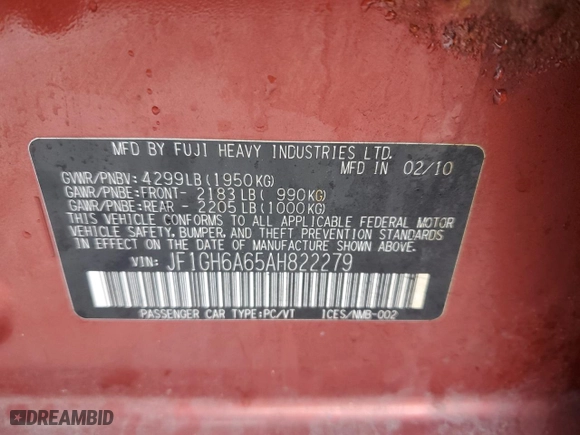 MFD BY FUJI HEAVY INDUSTRIES LTD.
MFD IN 02/10
GVWR/PNBV: 4299LB (1950KG)
GAWR/PNBE: FRONT- 2183LB ( 990KG)
GAWR/PNBE: REAR - 2205LB (1000KG)
THIS VEHICLE CONFORMS TO ALL APPLICABLE FEDERAL MOTOR
VEHICLE SAFETY, BUMPER, AND THEFT PREVENTION STANDARDS
IN EFFECT ON THE DATE OF MANUFACTURE SHOWN ABOVE.
VIN: JF1GH6A65AH822279
PASSENGER CAR TYPE:PC/VT ICES/NMB-002
DREAMBID